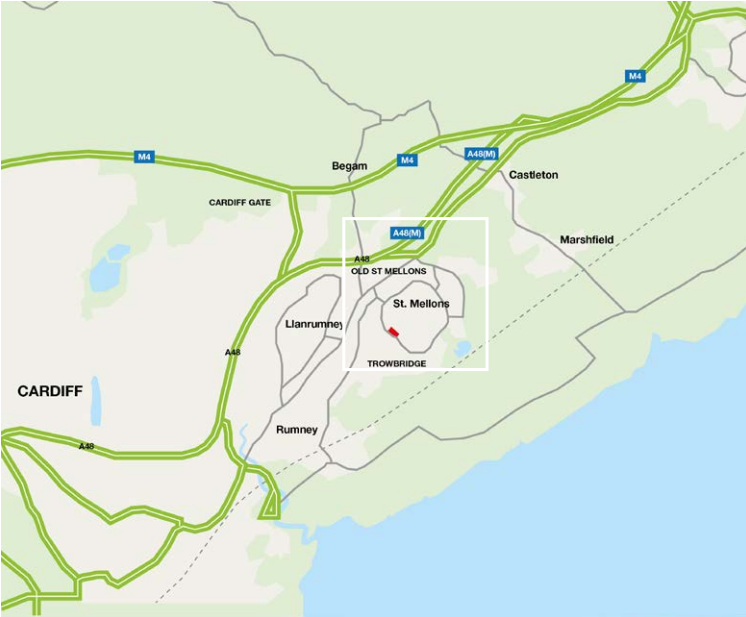 M4
M4
Begam
M4
A48(M)
Castleton
CARDIFF GATE
A48(M)
Marshfield
A48
OLD ST MELLONS
St. Mellons
Llanrumney
A48
TROWBRIDGE
CARDIFF
Rumney
A48